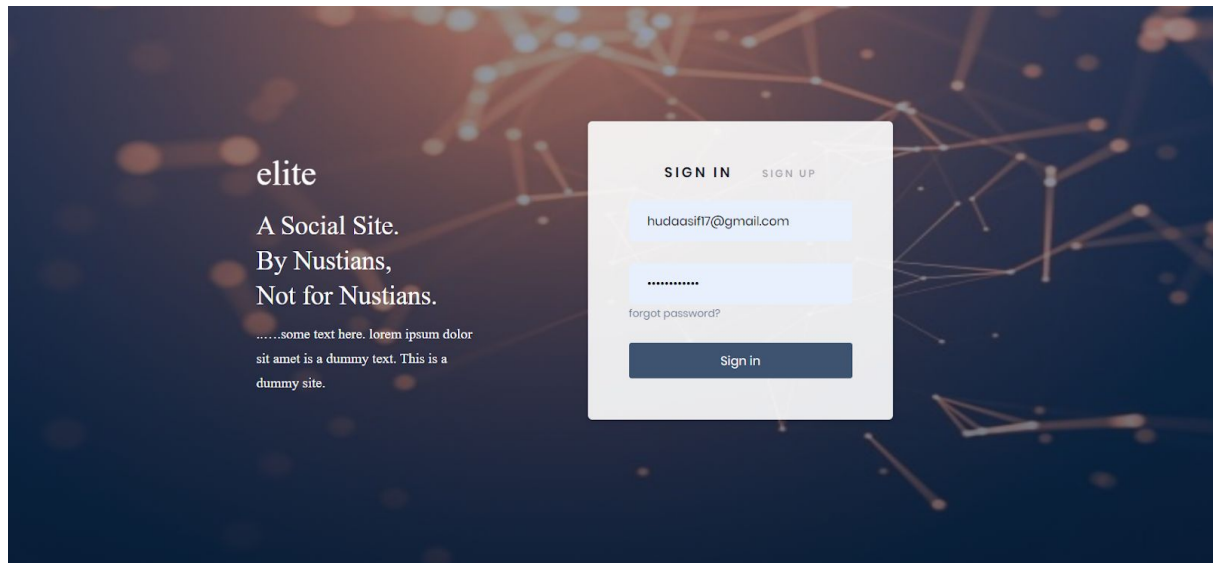 elite
A Social Site.
By Nustians,
Not for Nustians.
…...some text here. lorem ipsum dolor
sit amet is a dummy text. This is a
dummy site.
SIGN IN SIGN UP
hudaasif17@gmail.com
••••••••••••
forgot password?
Sign in